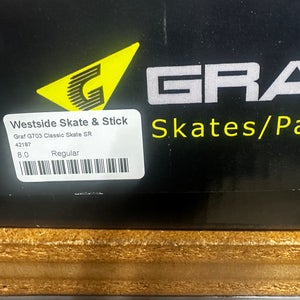 GRA
Skates/Pa
Westside Skate & Stick
Graf G703 Classic Skate SR
42187
8.0 Regular